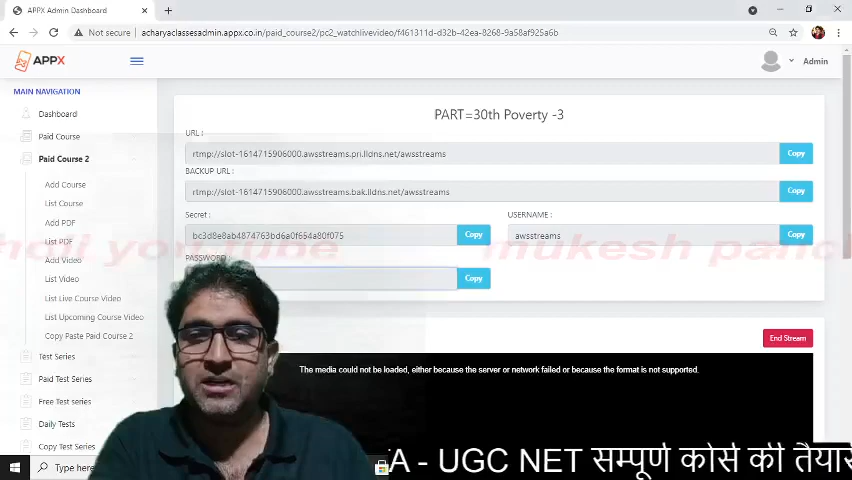 APPX Admin Dashboard
Not secure | acharyaclassesadmin.appx.co.in/paid_course2/pc2_watchlivevideo/f461311d-d32b-42ea-8268-9a58af925a6b
APPX
Admin
MAIN NAVIGATION
Dashboard
Paid Course
Paid Course 2
Add Course
List Course
Add PDF
List PDF
Add Video
List Video
List Live Course Video
List Upcoming Course Video
Copy Paste Paid Course 2
Test Series
Paid Test Series
Free Test series
Daily Tests
Copy Test Series
PART=30th Poverty -3
URL :
rtmp://slot-1614715906000.awsstreams.pri.lldns.net/awsstreams
Copy
BACKUP URL :
rtmp://slot-1614715906000.awsstreams.bak.lldns.net/awsstreams
Copy
Secret :
bc3d8e8ab4874763bd6a0f654a80f075
Copy
USERNAME :
awsstreams
Copy
PASSWORD :
Copy
mukesh panch
End Stream
The media could not be loaded, either because the server or network failed or because the format is not supported.
A - UGC NET सम्पूर्ण कोर्स की तैयार
Type here